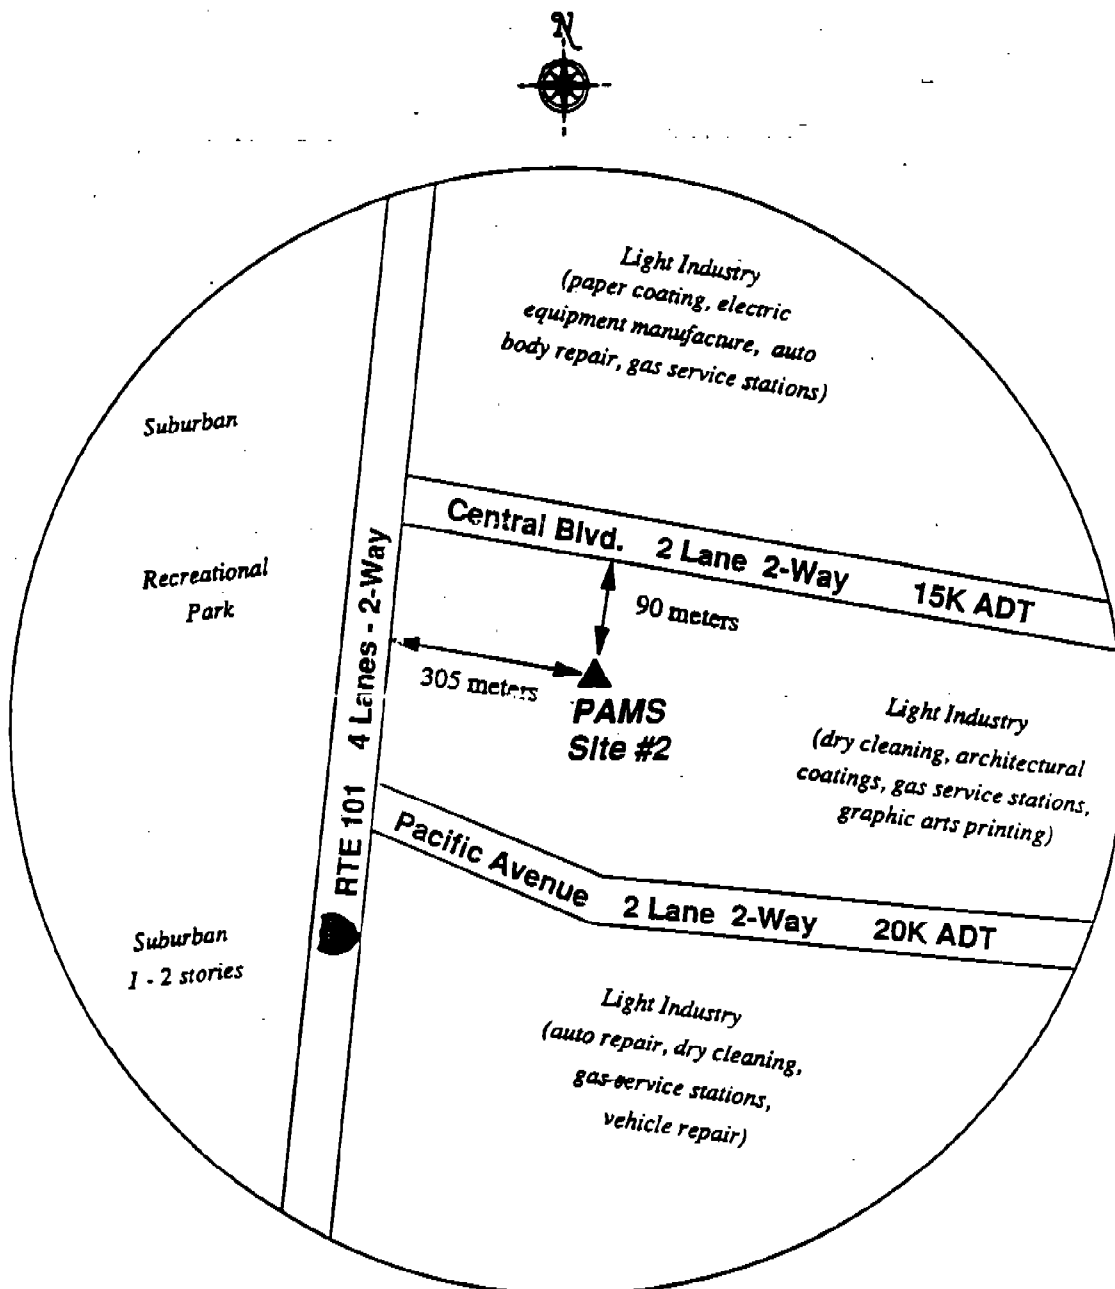 N
Light Industry
(paper coating, electric
equipment manufacture, auto
body repair, gas service stations)
Suburban
Central Blvd. 2 Lane 2-Way 15K ADT
Recreational
Park
90 meters
305 meters
PAMS
Site #2
RTE 101 4 Lanes - 2-Way
Light Industry
(dry cleaning, architectural
coatings, gas service stations,
graphic arts printing)
Pacific Avenue 2 Lane 2-Way 20K ADT
Suburban
1 - 2 stories
Light Industry
(auto repair, dry cleaning,
gas service stations,
vehicle repair)